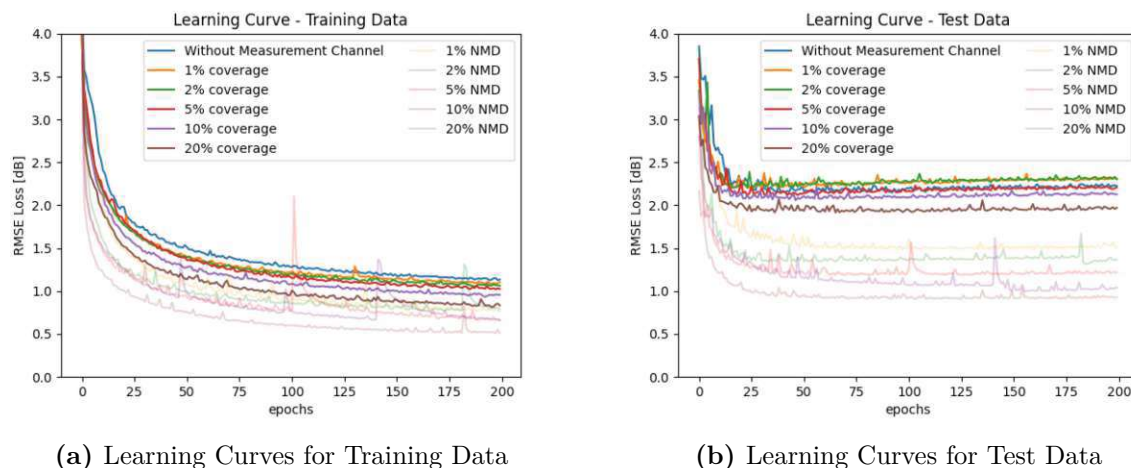 Learning Curve - Training Data
RMSE Loss [dB]
4.0
3.5
3.0
2.5
2.0
1.5
1.0
0.5
0.0
Without Measurement Channel
1% coverage
2% coverage
5% coverage
10% coverage
20% coverage
1% NMD
2% NMD
5% NMD
10% NMD
20% NMD
0 25 50 75 100 125 150 175 200
epochs
(a) Learning Curves for Training Data
Learning Curve - Test Data
RMSE Loss [dB]
4.0
3.5
3.0
2.5
2.0
1.5
1.0
0.5
0.0
Without Measurement Channel
1% coverage
2% coverage
5% coverage
10% coverage
20% coverage
1% NMD
2% NMD
5% NMD
10% NMD
20% NMD
0 25 50 75 100 125 150 175 200
epochs
(b) Learning Curves for Test Data